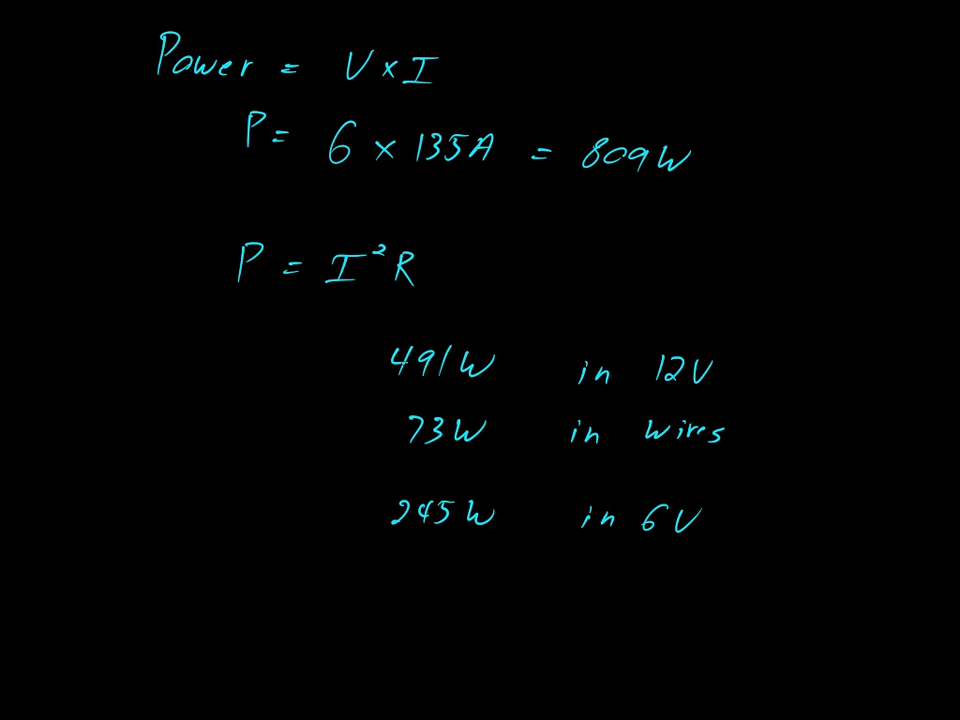 Power = V x I
P = 6 x 135A = 809W
P = I²R
491W in 12V
73W in wires
245W in 6V